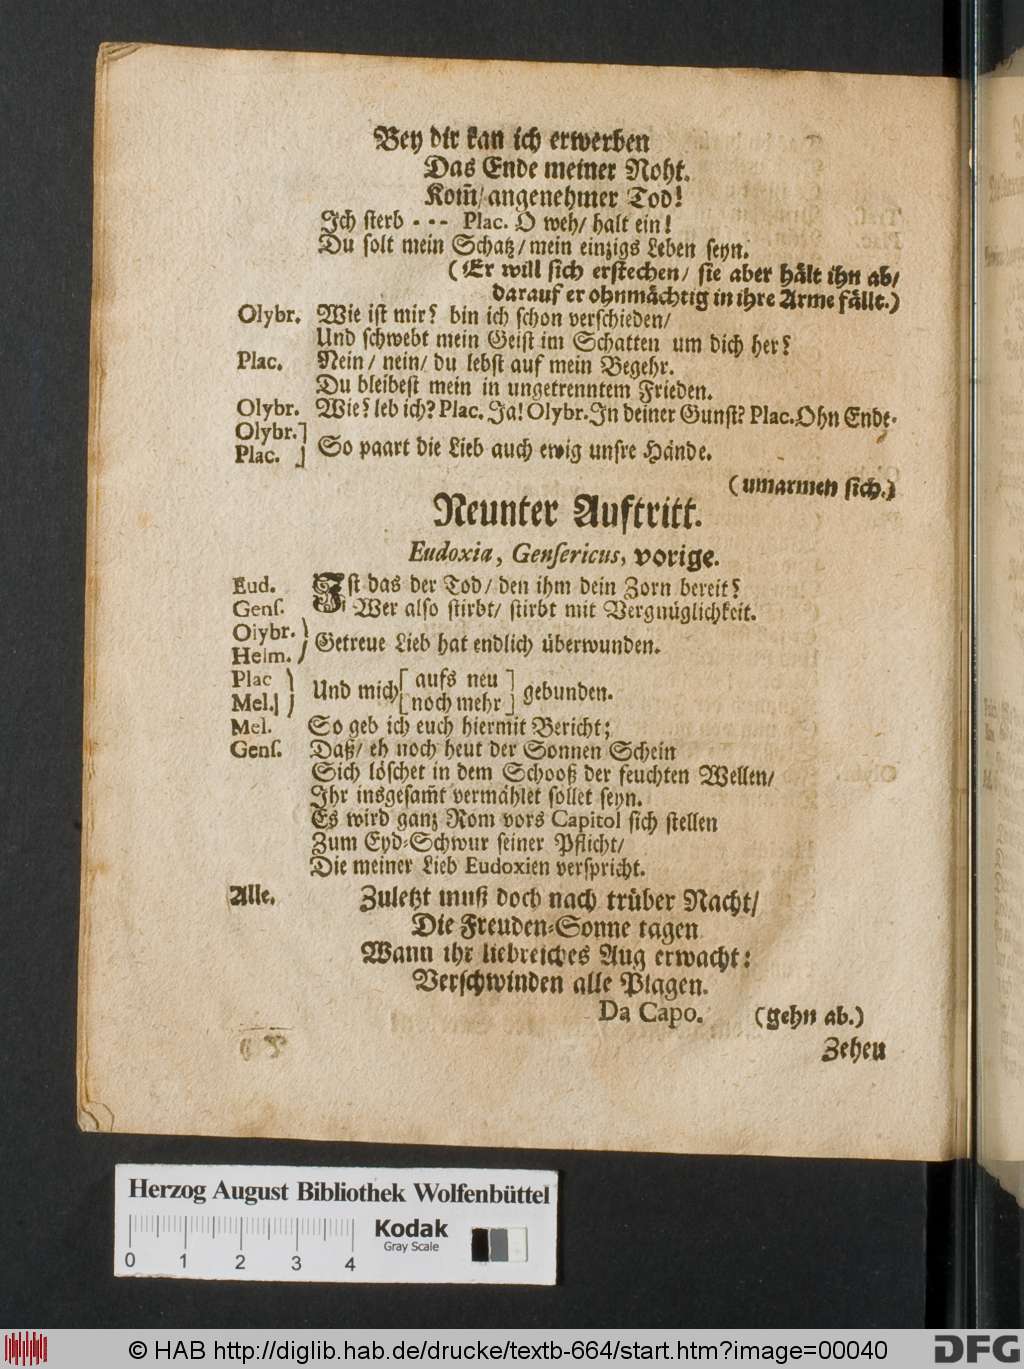 Bey dir kan ich erwerben
Das Ende meiner Noht.
Kom̃/ angenehmer Tod!
Ich sterb - - - Plac. O weh/ halt ein!
Du solt mein Schatz/ mein einzigs Leben seyn.
(Er will sich erstechen/ sie aber hält ihn ab/
darauf er ohnmächtig in ihre Arme fällt.)
Olybr. Wie ist mir? bin ich schon verschieden/
Und schwebt mein Geist im Schatten um dich her?
Plac. Nein/ nein/ du lebst auf mein Begehr.
Du bleibest mein in ungetrenntem Frieden.
Olybr. Wie? leb ich? Plac. Ja! Olybr. In deiner Gunst? Plac. Ohn Ende.
Olybr. ]
Plac. ] So paart die Lieb auch ewig unsre Hände.
(umarmen sich.)
Neunter Auftritt.
Eudoxia, Gensericus, vorige.
Eud. Ist das der Tod/ den ihm dein Zorn bereit?
Gens. Wer also stirbt/ stirbt mit Vergnüglichkeit.
Olybr. )
Helm. ) Getreue Lieb hat endlich überwunden.
Plac )
Mel. ) Und mich [ aufs neu ] [ noch mehr ] gebunden.
Mel. So geb ich euch hiermit Bericht;
Gens. Daß/ eh noch heut der Sonnen Schein
Sich löschet in dem Schooß der feuchten Wellen/
Ihr insgesam̃t vermählet sollet seyn.
Es wird ganz Rom vors Capitol sich stellen
Zum Eyd-Schwur seiner Pflicht/
Die meiner Lieb Eudoxien verspricht.
Alle. Zuletzt muß doch nach trüber Nacht/
Die Freuden-Sonne tagen
Wann ihr liebreiches Aug erwacht:
Verschwinden alle Plagen.
Da Capo. (gehn ab.)
Zehen
Herzog August Bibliothek Wolfenbüttel
Kodak
Gray Scale
0 1 2 3 4
© HAB http://diglib.hab.de/drucke/textb-664/start.htm?image=00040
DFG